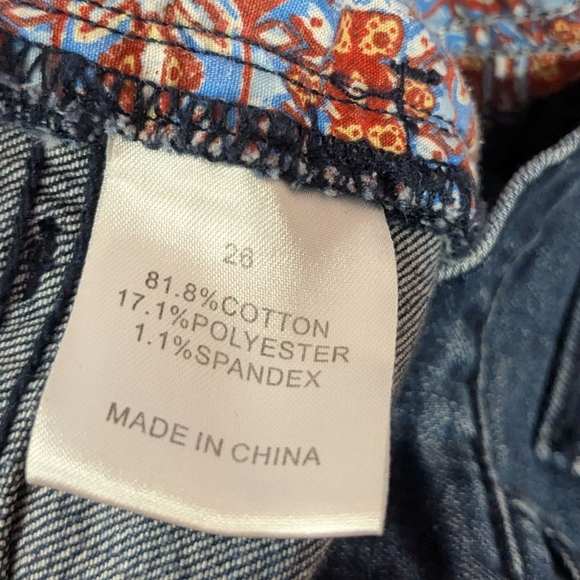 26
81.8%COTTON
17.1%POLYESTER
1.1%SPANDEX
MADE IN CHINA